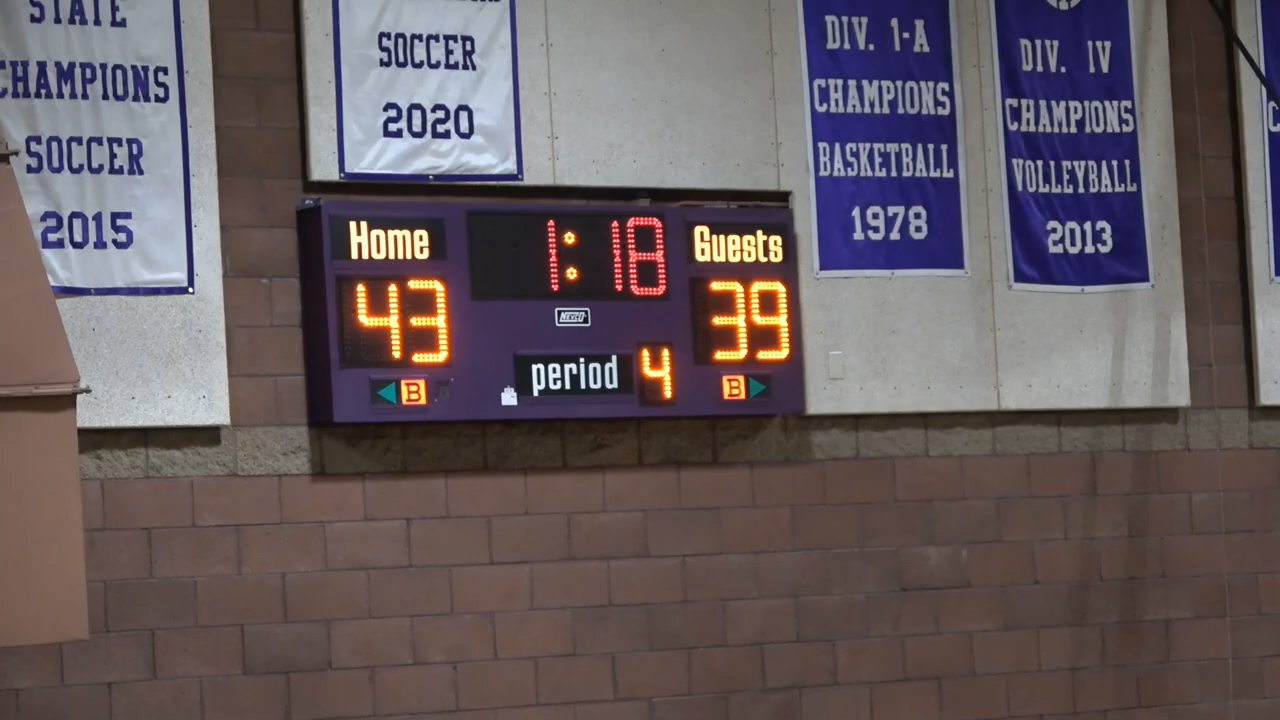 STATE
CHAMPIONS
SOCCER
2015
SOCCER
2020
DIV. 1-A
CHAMPIONS
BASKETBALL
1978
DIV. IV
CHAMPIONS
VOLLEYBALL
2013
Home
1:18
Guests
43
39
NEVCO
period 4
B
B